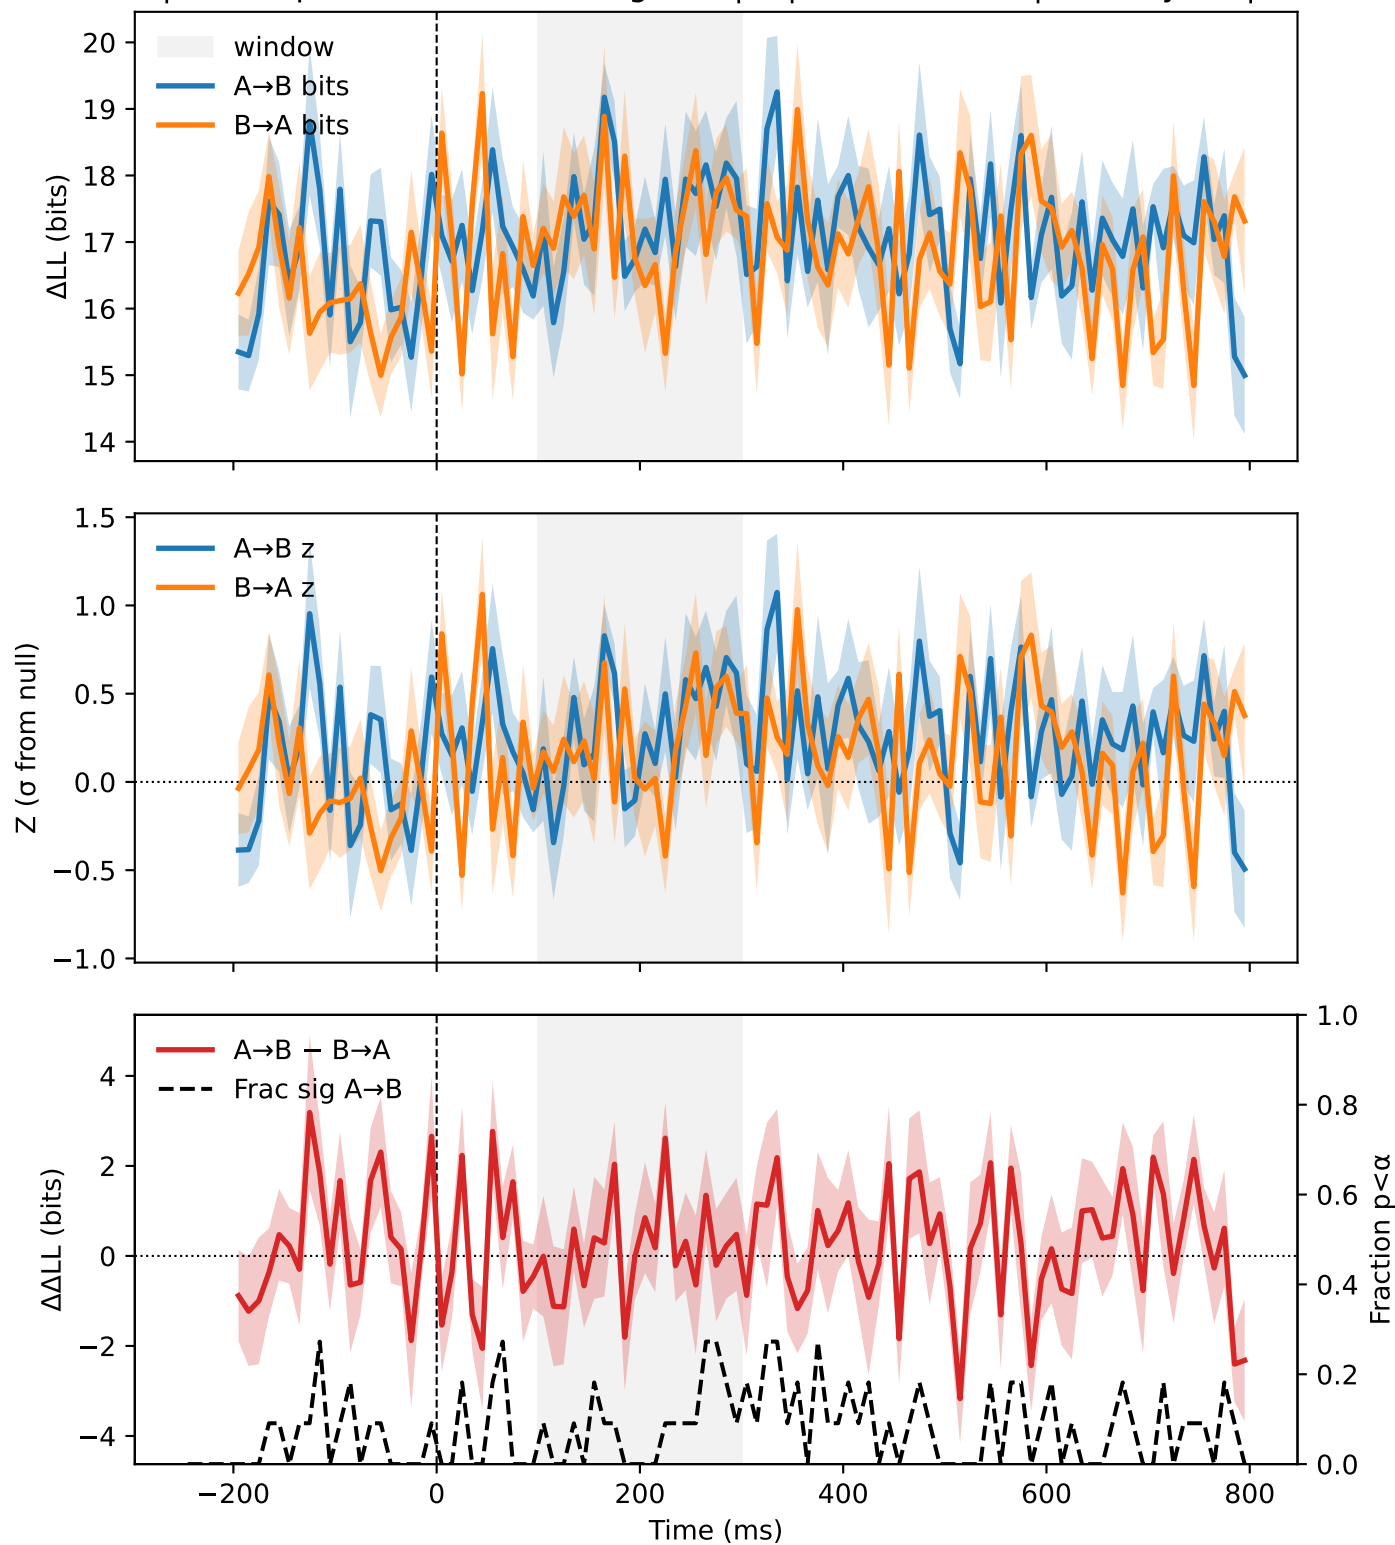 20
19
18
17
16
15
14
ΔLL (bits)
window
A→B bits
B→A bits
1.5
1.0
0.5
0.0
−0.5
−1.0
Z (σ from null)
A→B z
B→A z
4
2
0
−2
−4
ΔΔLL (bits)
A→B − B→A
Frac sig A→B
1.0
0.8
0.6
0.4
0.2
0.0
Fraction p<α
−200 0 200 400 600 800
Time (ms)